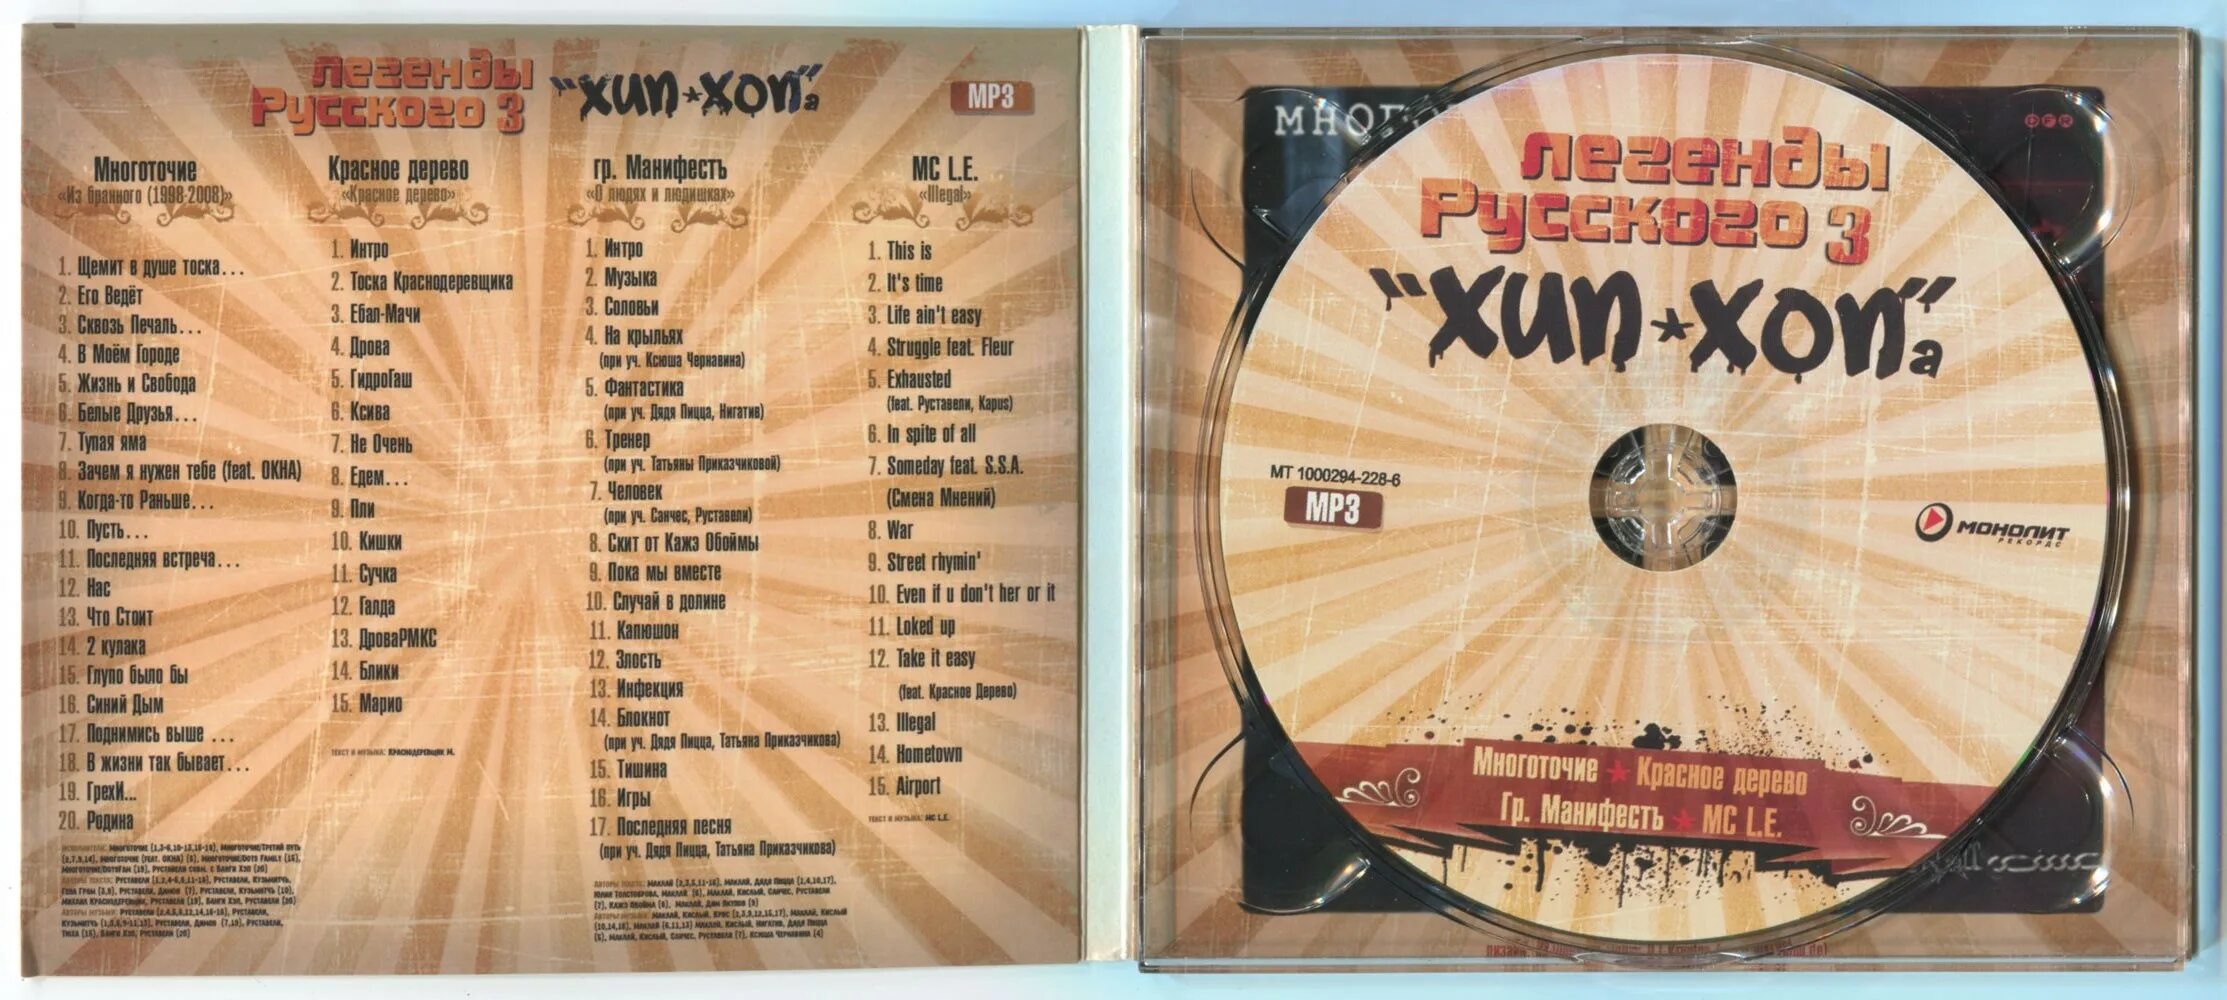 Легенды
Русского 3
"Хип★Хоп"а
MP3
Многоточие
«Из бранного (1998-2008)»
1. Щемит в душе тоска...
2. Его Ведёт
3. Сквозь Печаль...
4. В Моём Городе
5. Жизнь и Свобода
6. Белые Друзья...
7. Тупая яма
8. Зачем я нужен тебе (feat. ОКНА)
9. Когда-то Раньше...
10. Пусть...
11. Последняя встреча...
12. Нас
13. Что Стоит
14. 2 кулака
15. Глупо было бы
16. Синий Дым
17. Поднимись выше ...
18. В жизни так бывает...
19. ГрехИ...
20. Родина
Красное дерево
«Красное дерево»
1. Интро
2. Тоска Краснодеревщика
3. Ебал-Мачи
4. Дрова
5. ГидроГаш
6. Ксива
7. Не Очень
8. Едем...
9. Пли
10. Кишки
11. Сучка
12. Галда
13. ДроваРМКС
14. Блики
15. Марио
Текст и музыка: Краснодеревщик М.
гр. Манифестъ
«О людях и людишках»
1. Интро
2. Музыка
3. Соловьи
4. На крыльях
(при уч. Ксюша Чернавина)
5. Фантастика
(при уч. Дядя Пицца, Нигатив)
6. Тренер
(при уч. Татьяны Приказчиковой)
7. Человек
(при уч. Санчес, Руставели)
8. Скит от Кажэ Обоймы
9. Пока мы вместе
10. Случай в долине
11. Капюшон
12. Злость
13. Инфекция
14. Блокнот
(при уч. Дядя Пицца, Татьяна Приказчикова)
15. Тишина
16. Игры
17. Последняя песня
(при уч. Дядя Пицца, Татьяна Приказчикова)
MC L.E.
«Illegal»
1. This is
2. It's time
3. Life ain't easy
4. Struggle feat. Fleur
5. Exhausted
(feat. Руставели, Kapus)
6. In spite of all
7. Someday feat. S.S.A.
(Смена Мнений)
8. War
9. Street rhymin'
10. Even if u don't her or it
11. Loked up
12. Take it easy
(feat. Красное Дерево)
13. Illegal
14. Hometown
15. Airport
Текст и музыка: MC L.E.
DFR
Легенды
Русского 3
"Хип★Хоп"а
МТ 1000294-228-6
MP3
МОНОЛИТ
РЕКОРДС
Многоточие ★ Красное дерево
Гр. Манифестъ ★ MC L.E.